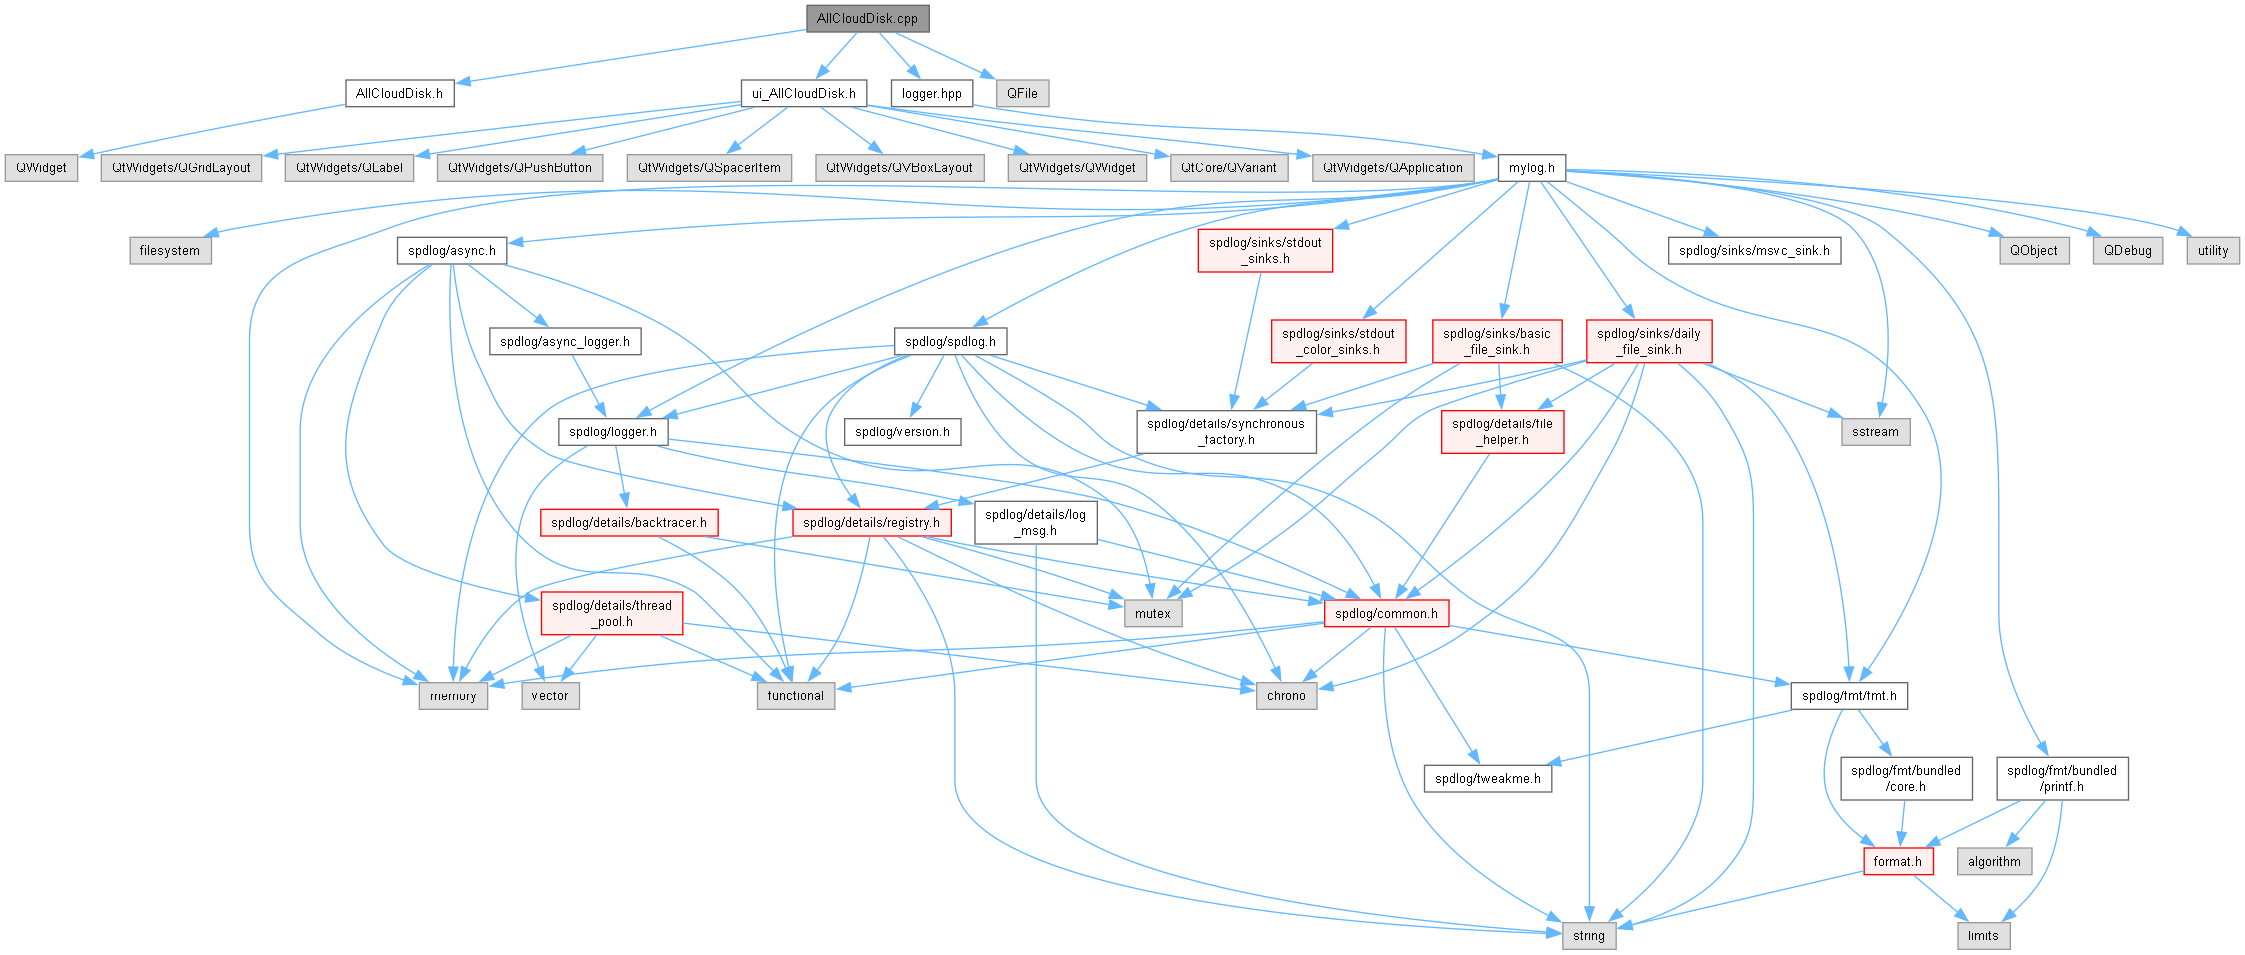 AllCloudDisk.cpp
AllCloudDisk.h
ui_AllCloudDisk.h
logger.hpp
QFile
QWidget
QtWidgets/QGridLayout
QtWidgets/QLabel
QtWidgets/QPushButton
QtWidgets/QSpacerItem
QtWidgets/QVBoxLayout
QtWidgets/QWidget
QtCore/QVariant
QtWidgets/QApplication
mylog.h
filesystem
spdlog/async.h
spdlog/sinks/stdout
_sinks.h
spdlog/sinks/msvc_sink.h
QObject
QDebug
utility
spdlog/async_logger.h
spdlog/spdlog.h
spdlog/sinks/stdout
_color_sinks.h
spdlog/sinks/basic
_file_sink.h
spdlog/sinks/daily
_file_sink.h
spdlog/logger.h
spdlog/version.h
spdlog/details/synchronous
_factory.h
spdlog/details/file
_helper.h
sstream
spdlog/details/backtracer.h
spdlog/details/registry.h
spdlog/details/log
_msg.h
spdlog/details/thread
_pool.h
mutex
spdlog/common.h
memory
vector
functional
chrono
spdlog/fmt/fmt.h
spdlog/tweakme.h
spdlog/fmt/bundled
/core.h
spdlog/fmt/bundled
/printf.h
format.h
algorithm
string
limits